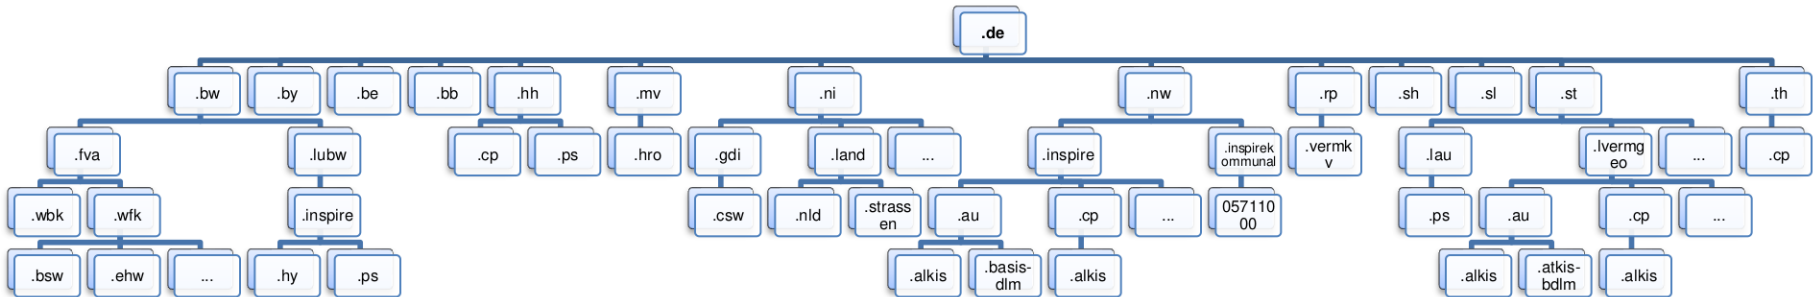 .de
.bw .by .be .bb .hh .mv .ni .nw .rp .sh .sl .st .th
.fva .lubw .cp .ps .hro .gdi .land ... .inspire .inspirek
ommunal .vermk
v .lau .lvermg
eo ... .cp
.wbk .wfk .inspire .csw .nld .strass
en .au .cp ... 057110
00 .ps .au .cp ...
.bsw .ehw ... .hy .ps .alkis .basis-
dlm .alkis .alkis .atkis-
bdlm .alkis